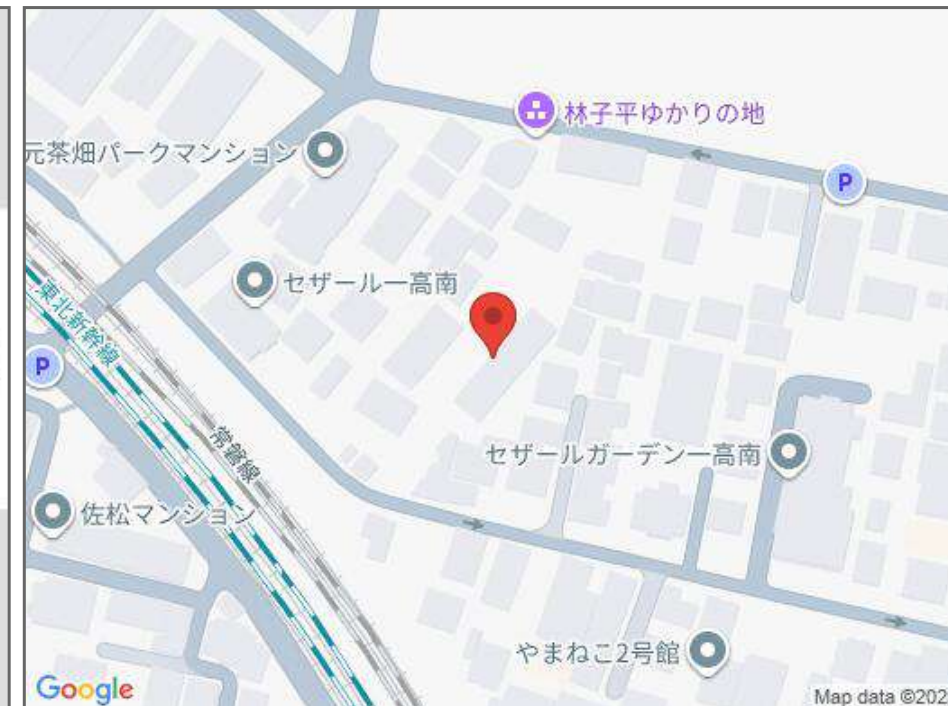 林子平ゆかりの地
元茶畑パークマンション
P
セザール一高南
東北新幹線
P
常磐線
セザールガーデン一高南
佐松マンション
やまねこ2号館
Google
Map data ©202